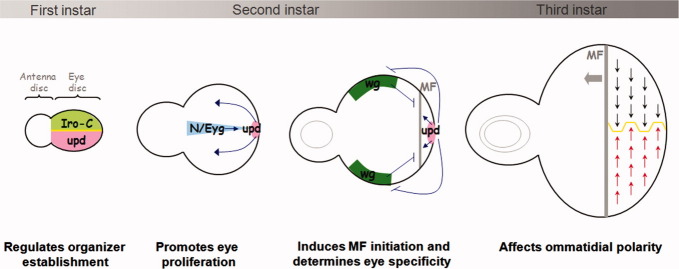 First instar Second instar Third instar
Antenna disc Eye disc
Iro-C
upd
N/Eyg upd
wg
MF
upd
wg
MF
Regulates organizer establishment
Promotes eye proliferation
Induces MF initiation and determines eye specificity
Affects ommatidial polarity